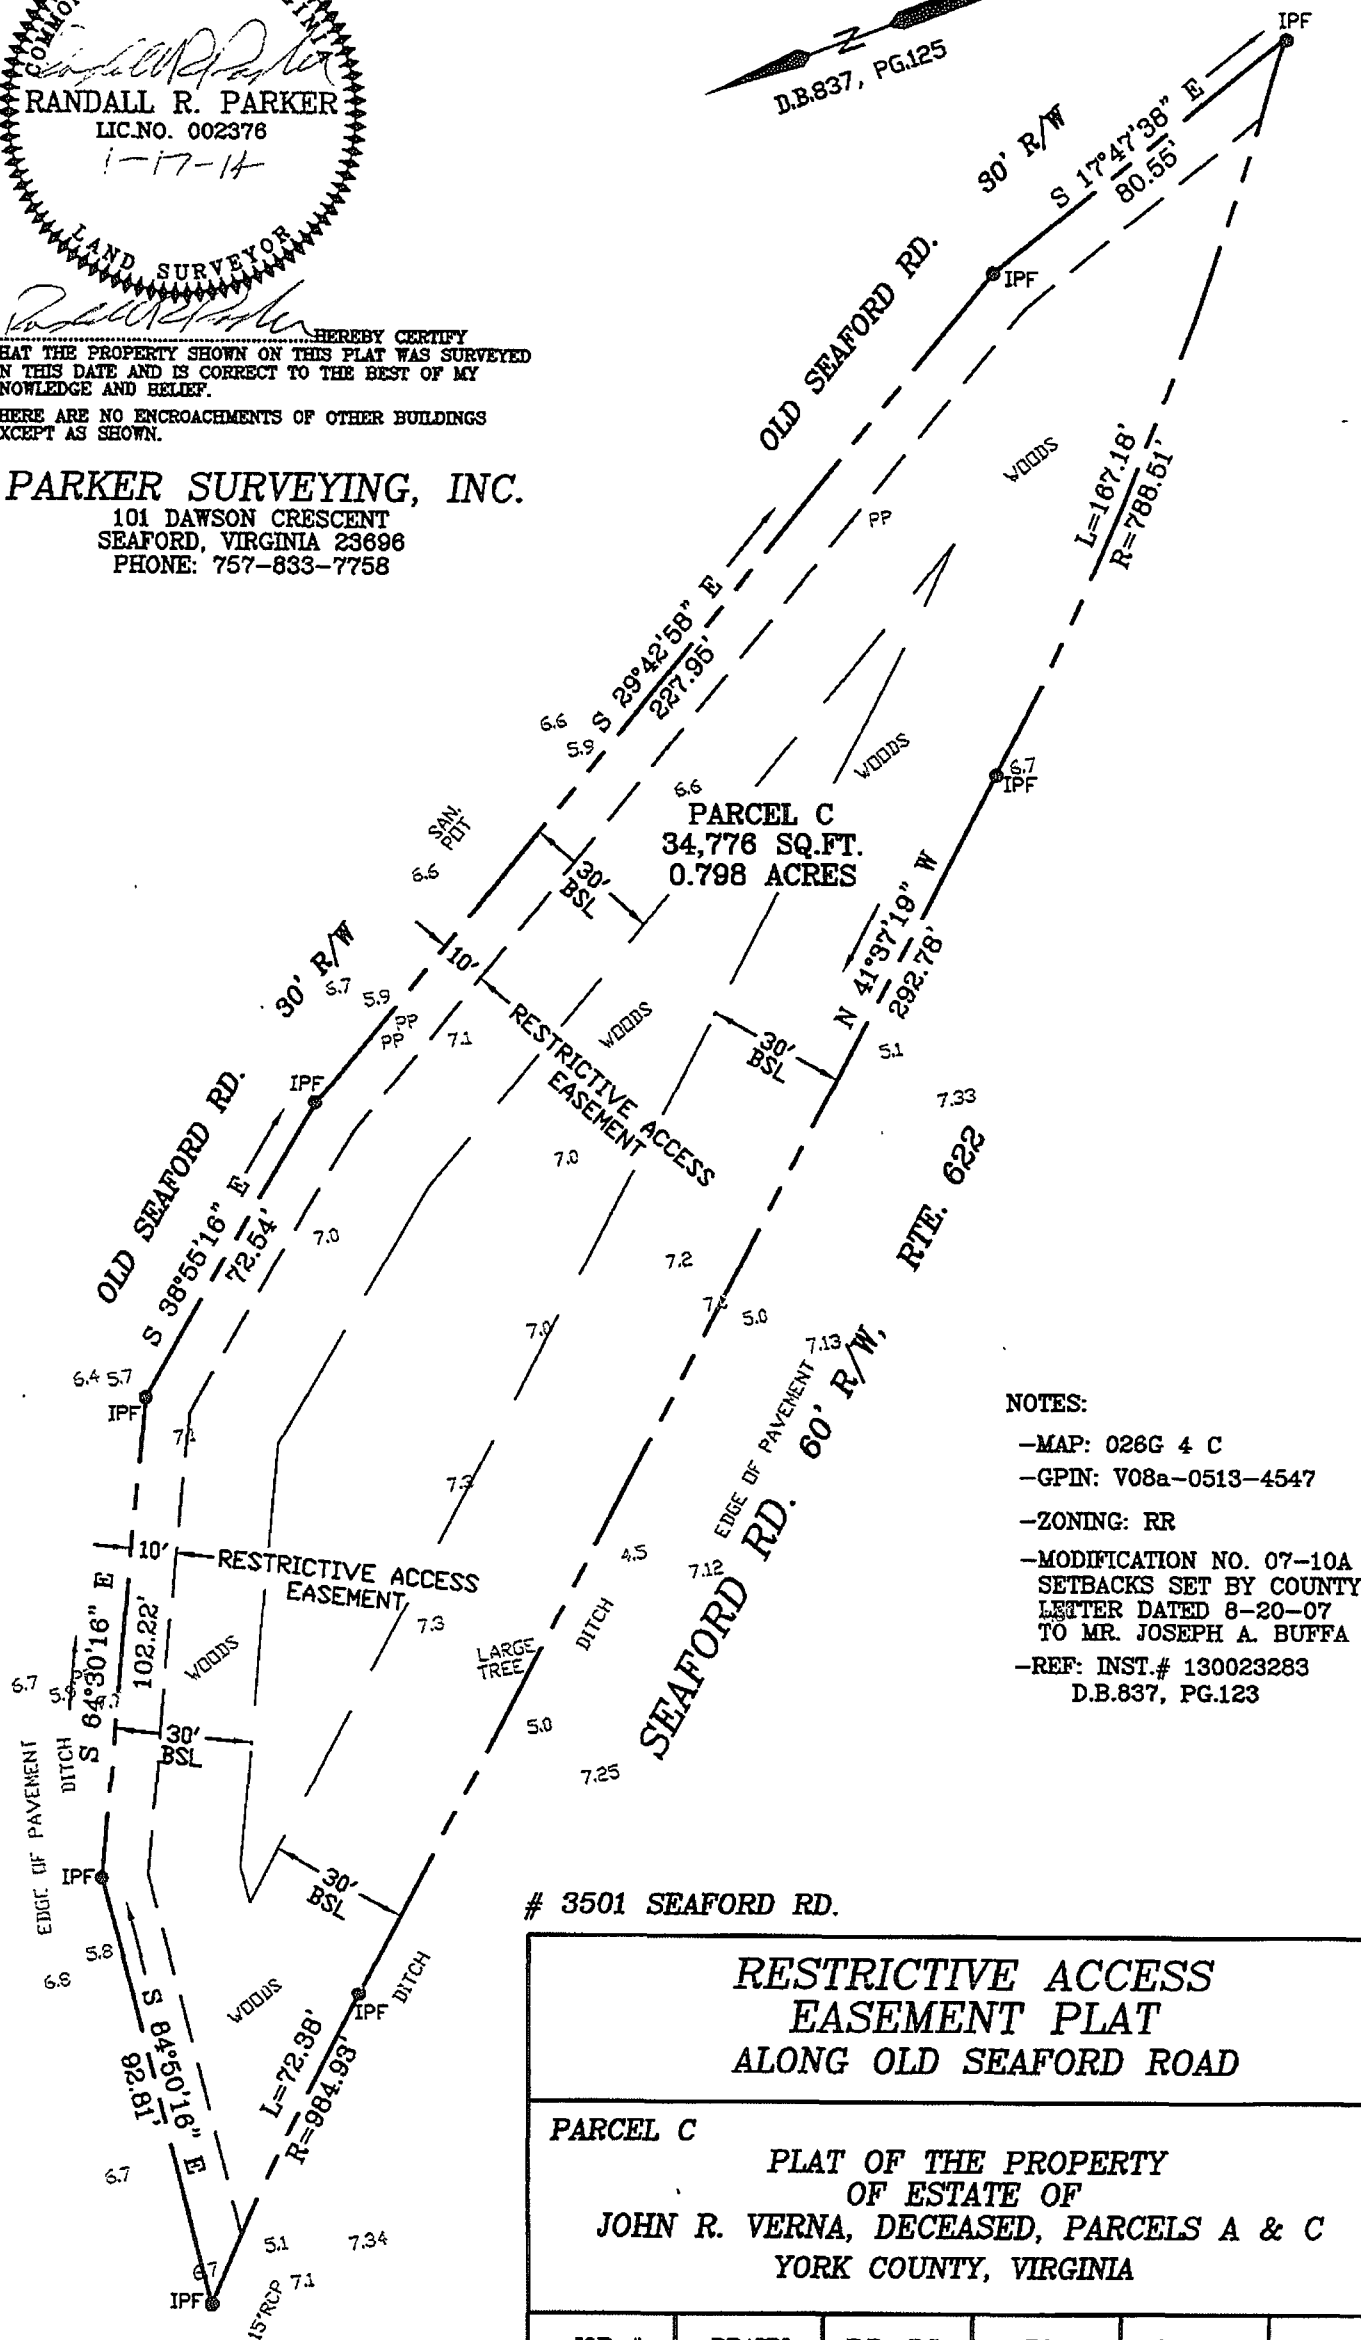 RANDALL R. PARKER
LIC.NO. 002376
1-17-14
LAND SURVEYOR
HEREBY CERTIFY
HAT THE PROPERTY SHOWN ON THIS PLAT WAS SURVEYED
N THIS DATE AND IS CORRECT TO THE BEST OF MY
NOWLEDGE AND BELIEF.
HERE ARE NO ENCROACHMENTS OF OTHER BUILDINGS
XCEPT AS SHOWN.
PARKER SURVEYING, INC.
101 DAWSON CRESCENT
SEAFORD, VIRGINIA 23696
PHONE: 757-833-7758
N
D.B.837, PG.125
IPF
30' R/W
S 17°47'38" E
80.55'
IPF
OLD SEAFORD RD.
WOODS
L=167.18'
R=788.51'
PP
S 29°42'58" E
227.95'
6.6
5.9
WOODS
6.7
IPF
6.6
PARCEL C
34,776 SQ.FT.
0.798 ACRES
SAN.
POT
6.6
30'
BSL
N 41°37'19" W
292.78'
30' R/W
10'
6.7
5.9
PP
PP
7.1
RESTRICTIVE ACCESS
EASEMENT
WOODS
30'
BSL
5.1
7.33
IPF
OLD SEAFORD RD.
S 38°55'16" E
72.54'
7.0
7.0
7.2
RTE. 622
5.0
7.0
7.13
6.4 5.7
IPF
7.1
7.3
EDGE OF PAVEMENT
SEAFORD RD. 60' R/W,
NOTES:
-MAP: 026G 4 C
-GPIN: V08a-0513-4547
-ZONING: RR
-MODIFICATION NO. 07-10A
SETBACKS SET BY COUNTY
LETTER DATED 8-20-07
TO MR. JOSEPH A. BUFFA
-REF: INST.# 130023283
D.B.837, PG.123
10'
RESTRICTIVE ACCESS
EASEMENT
4.5
7.12
7.3
DITCH
LARGE
TREE
S 64°30'16" E
102.22'
WOODS
6.7
30'
BSL
5.0
7.25
DITCH
EDGE OF PAVEMENT
IPF
30'
BSL
5.8
6.8
WOODS
IPF
DITCH
S 84°50'16" E
92.81'
L=72.38'
R=984.93'
6.7
5.1
7.34
6.7
7.1
IPF
15"RCP
# 3501 SEAFORD RD.
RESTRICTIVE ACCESS
EASEMENT PLAT
ALONG OLD SEAFORD ROAD
PARCEL C
PLAT OF THE PROPERTY
OF ESTATE OF
JOHN R. VERNA, DECEASED, PARCELS A & C
YORK COUNTY, VIRGINIA